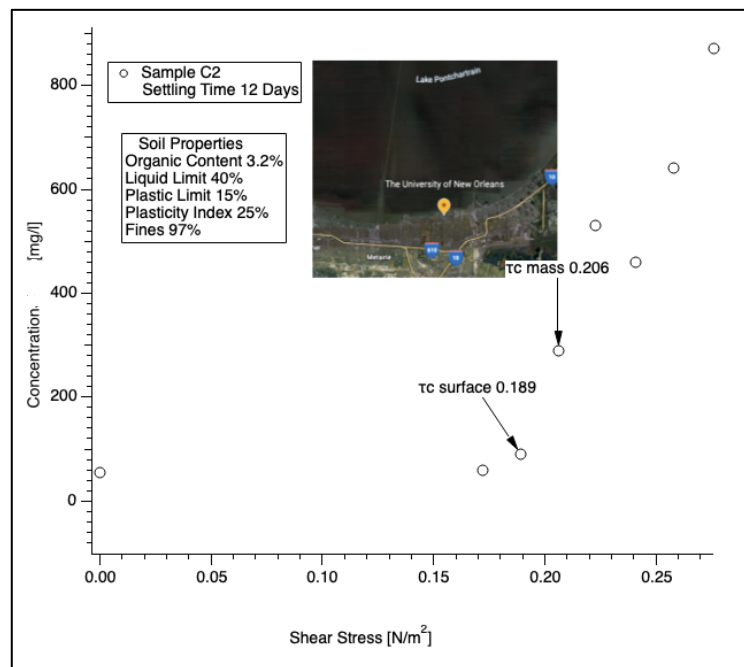 Sample C2
Settling Time 12 Days
Soil Properties
Organic Content 3.2%
Liquid Limit 40%
Plastic Limit 15%
Plasticity Index 25%
Fines 97%
Lake Pontchartrain
The University of New Orleans
10
610
10
Metairie
τc mass 0.206
τc surface 0.189
800
600
400
200
0
Concentration [mg/l]
0.00 0.05 0.10 0.15 0.20 0.25
Shear Stress [N/m²]